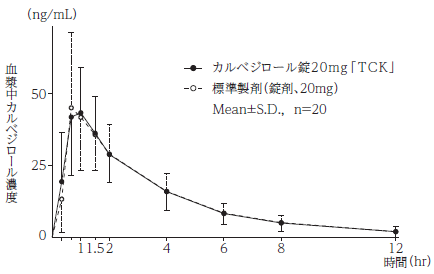 (ng/mL)
血漿中カルベジロール濃度
50
25
0
カルベジロール錠20mg「TCK」
標準製剤(錠剤、20mg)
Mean±S.D., n=20
1 1.5 2 4 6 8 12
時間(hr)